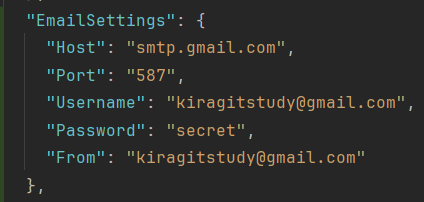 "EmailSettings": {
"Host": "smtp.gmail.com",
"Port": "587",
"Username": "kiragitstudy@gmail.com",
"Password": "secret",
"From": "kiragitstudy@gmail.com"
},